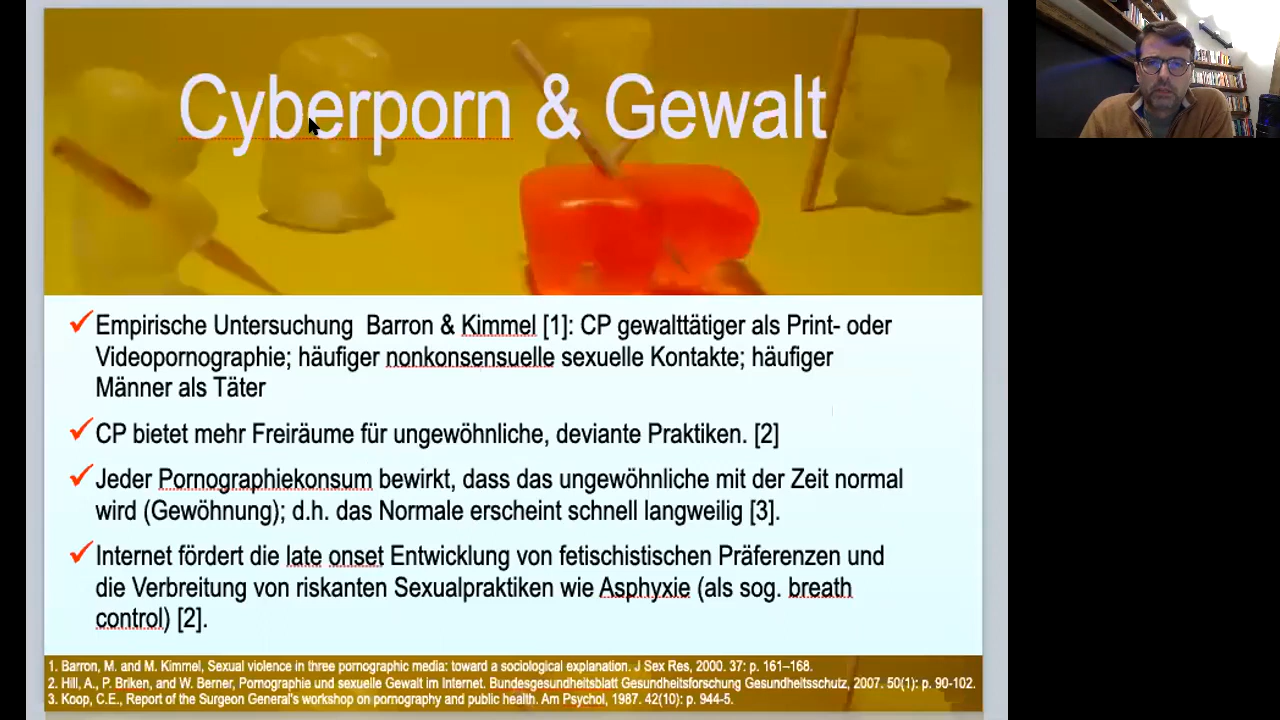 Cyberporn & Gewalt
Empirische Untersuchung Barron & Kimmel [1]: CP gewalttätiger als Print- oder
Videopornographie; häufiger nonkonsensuelle sexuelle Kontakte; häufiger
Männer als Täter
CP bietet mehr Freiräume für ungewöhnliche, deviante Praktiken. [2]
Jeder Pornographiekonsum bewirkt, dass das ungewöhnliche mit der Zeit normal
wird (Gewöhnung); d.h. das Normale erscheint schnell langweilig [3].
Internet fördert die late onset Entwicklung von fetischistischen Präferenzen und
die Verbreitung von riskanten Sexualpraktiken wie Asphyxie (als sog. breath
control) [2].
1. Barron, M. and M. Kimmel, Sexual violence in three pornographic media: toward a sociological explanation. J Sex Res, 2000. 37: p. 161–168.
2. Hill, A., P. Briken, and W. Berner, Pornographie und sexuelle Gewalt im Internet. Bundesgesundheitsblatt Gesundheitsforschung Gesundheitsschutz, 2007. 50(1): p. 90-102.
3. Koop, C.E., Report of the Surgeon General's workshop on pornography and public health. Am Psychol, 1987. 42(10): p. 944-5.